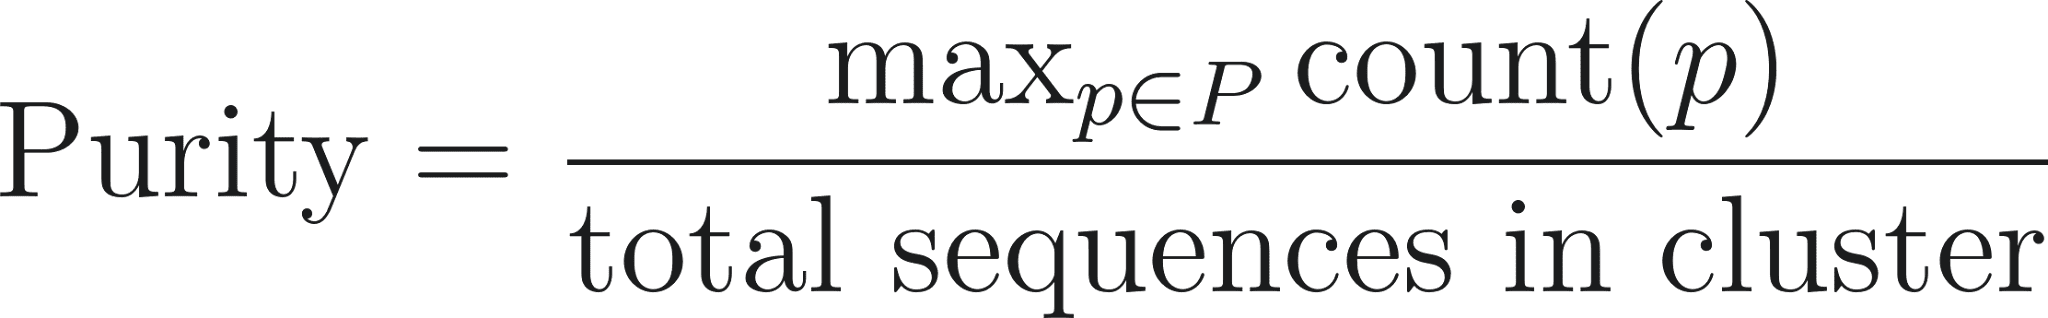 Purity = max_{p∈P} count(p) / total sequences in cluster